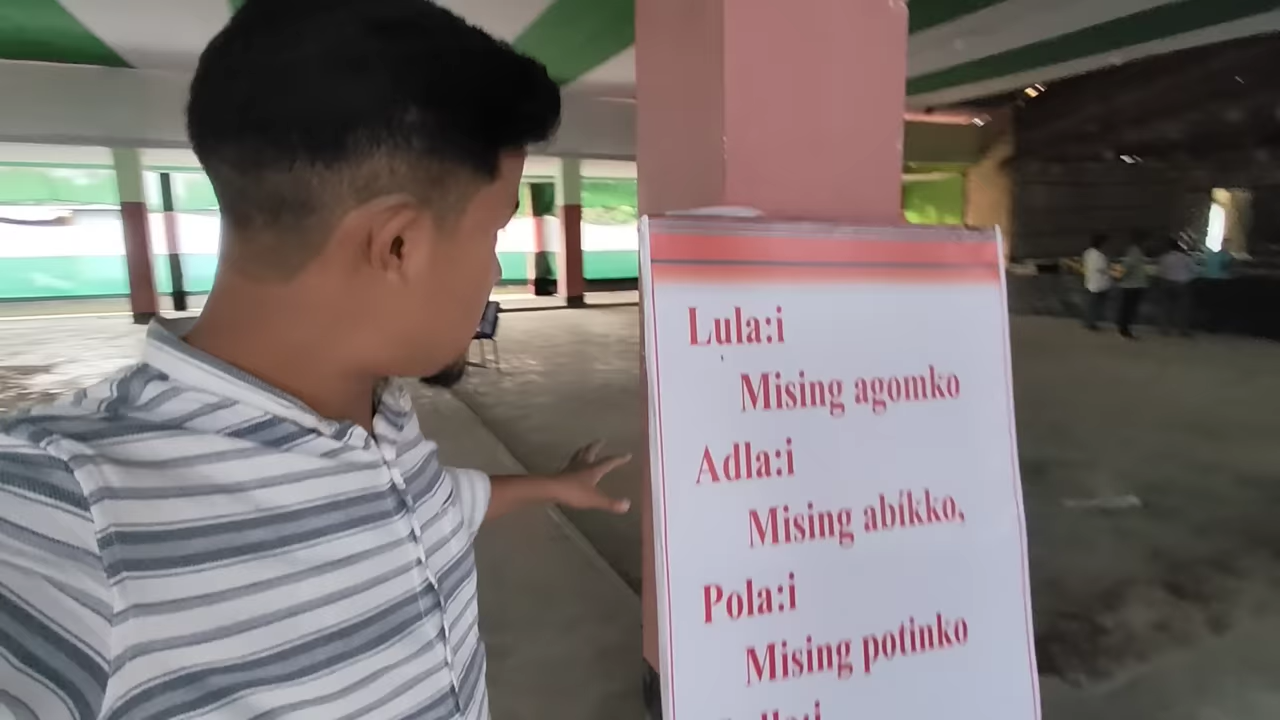 Lula:i
Mising agomko
Adla:i
Mising abíkko,
Pola:i
Mising potinko